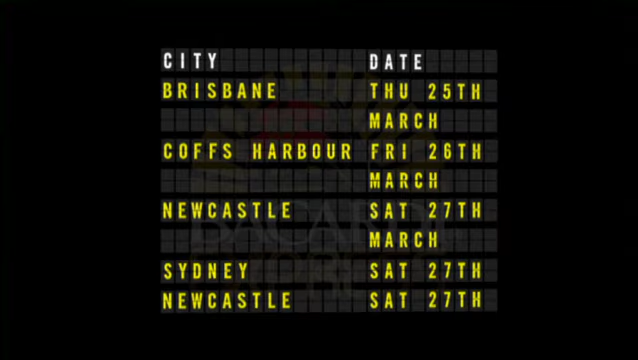 CITY DATE
BRISBANE THU 25TH
MARCH
COFFS HARBOUR FRI 26TH
MARCH
NEWCASTLE SAT 27TH
MARCH
SYDNEY SAT 27TH
NEWCASTLE SAT 27TH
BACARDI